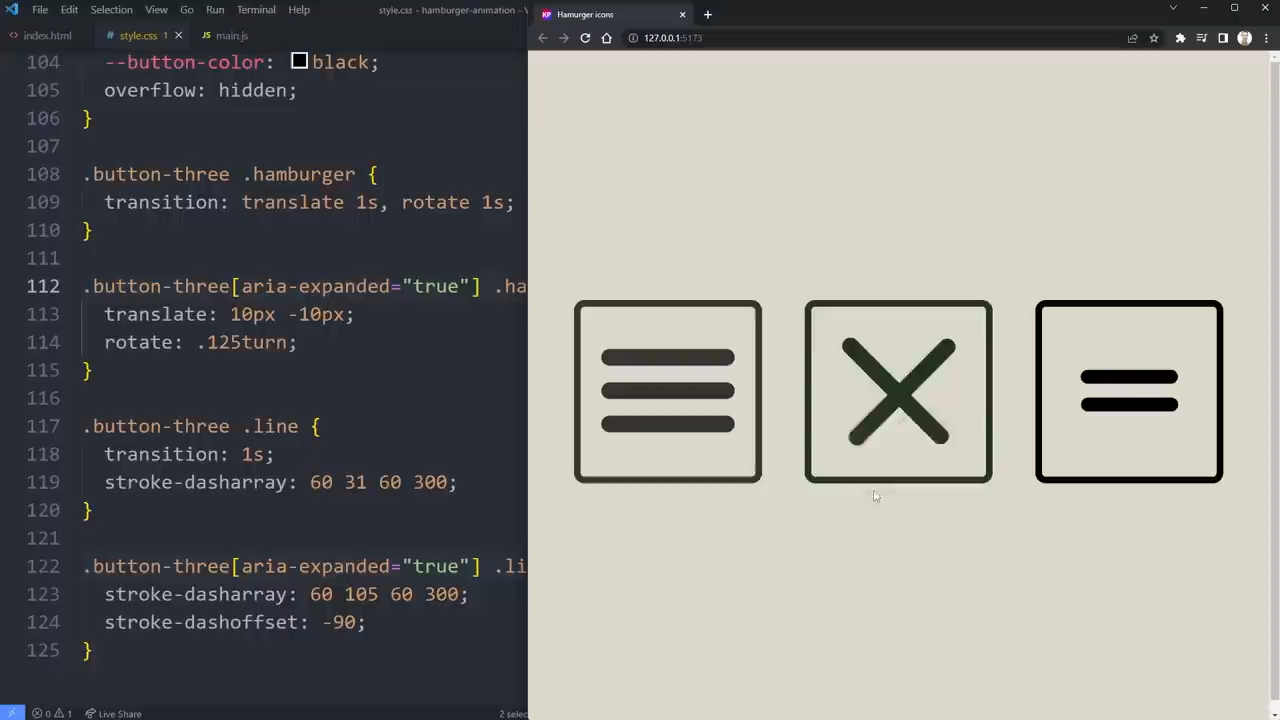 File Edit Selection View Go Run Terminal Help style.css - hamburger-animation - V
index.html # style.css 1 JS main.js
104 --button-color: black;
105 overflow: hidden;
106 }
107
108 .button-three .hamburger {
109 transition: translate 1s, rotate 1s;
110 }
111
112 .button-three[aria-expanded="true"] .ha
113 translate: 10px -10px;
114 rotate: .125turn;
115 }
116
117 .button-three .line {
118 transition: 1s;
119 stroke-dasharray: 60 31 60 300;
120 }
121
122 .button-three[aria-expanded="true"] .li
123 stroke-dasharray: 60 105 60 300;
124 stroke-dashoffset: -90;
125 }
0 1 Live Share 2 selec
KP Hamurger icons
127.0.0.1:5173